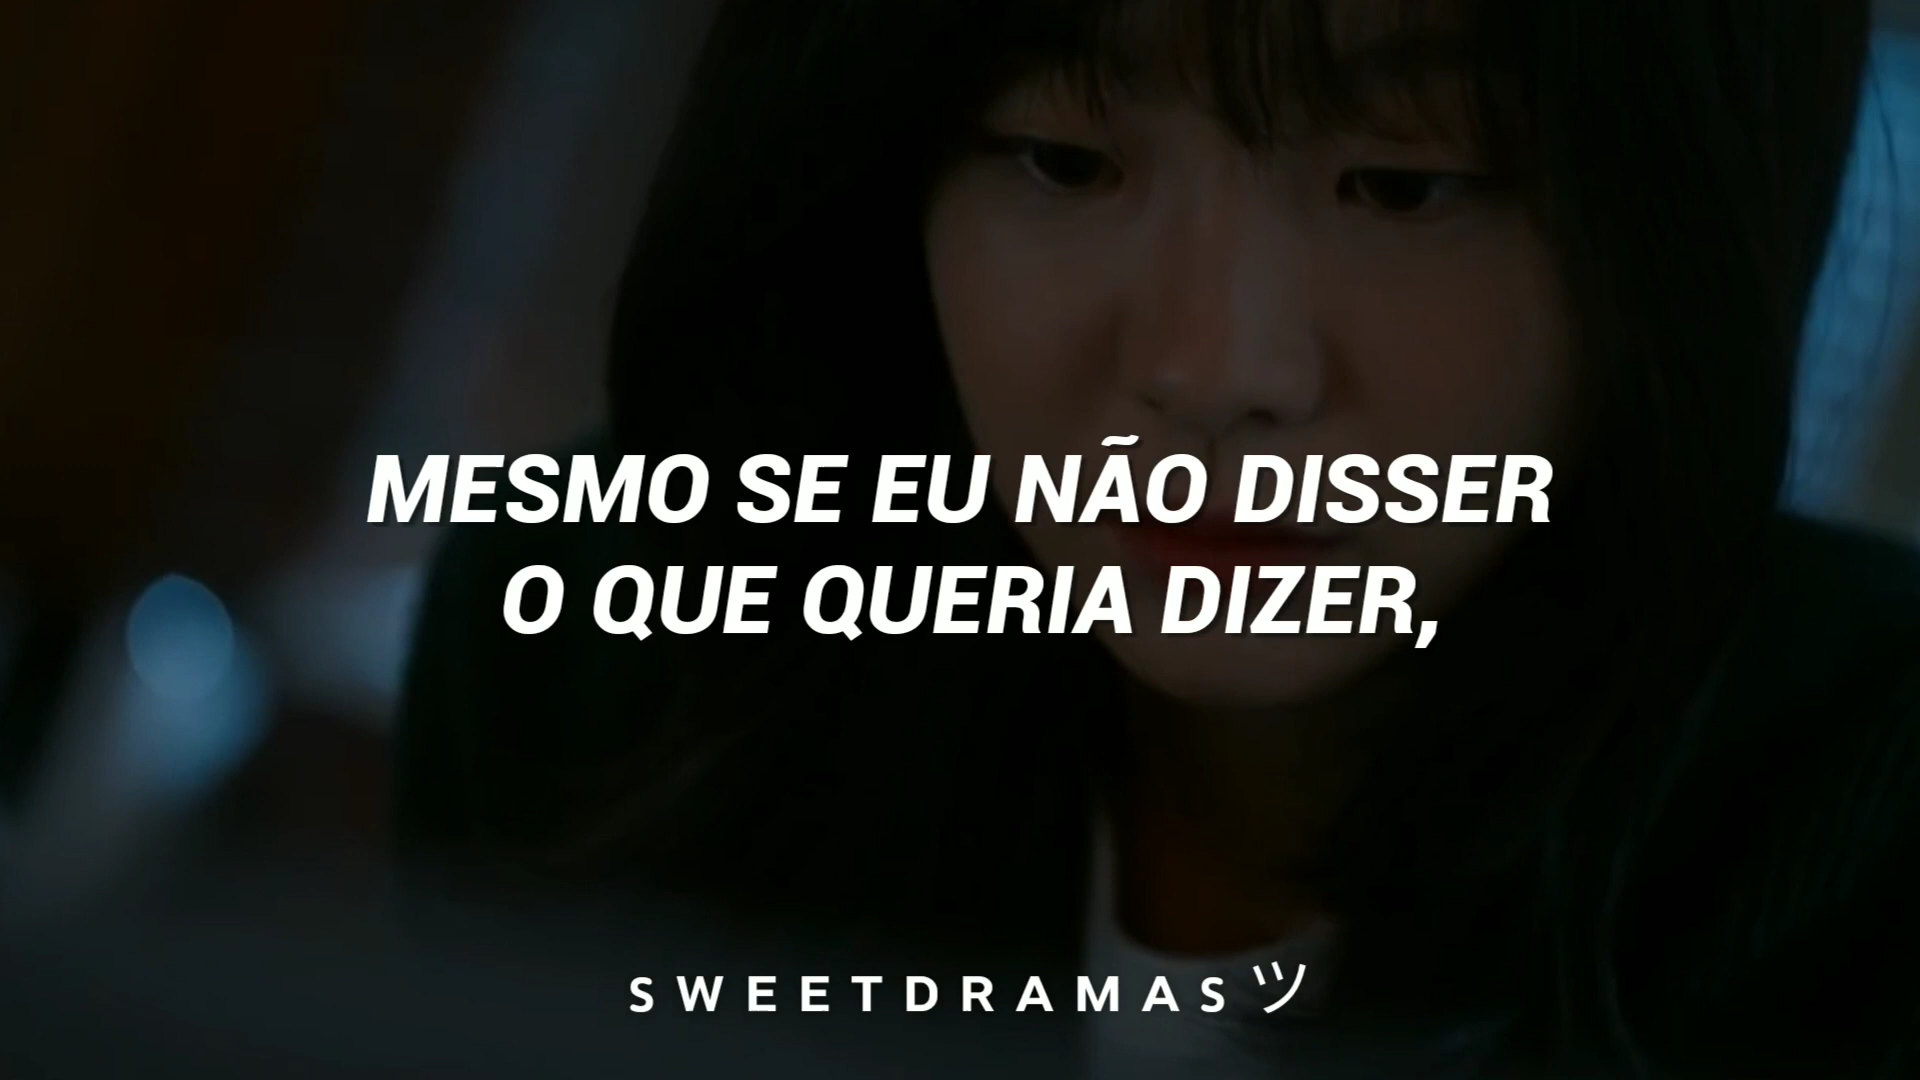 MESMO SE EU NÃO DISSER
O QUE QUERIA DIZER,
SWEETDRAMASツ